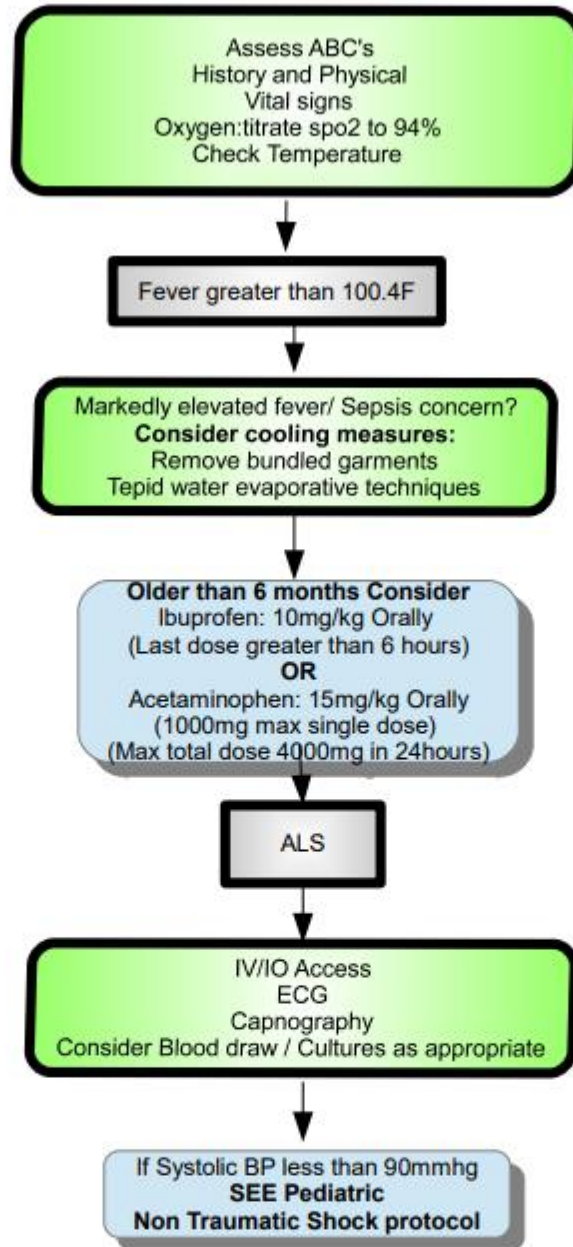 Assess ABC's
History and Physical
Vital signs
Oxygen:titrate spo2 to 94%
Check Temperature
Fever greater than 100.4F
Markedly elevated fever/ Sepsis concern?
Consider cooling measures:
Remove bundled garments
Tepid water evaporative techniques
Older than 6 months Consider
Ibuprofen: 10mg/kg Orally
(Last dose greater than 6 hours)
OR
Acetaminophen: 15mg/kg Orally
(1000mg max single dose)
(Max total dose 4000mg in 24hours)
ALS
IV/IO Access
ECG
Capnography
Consider Blood draw / Cultures as appropriate
If Systolic BP less than 90mmhg
SEE Pediatric
Non Traumatic Shock protocol